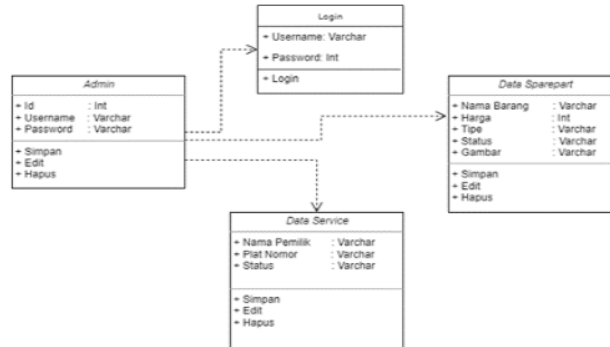 Login
+ Username: Varchar
+ Password: Int
+ Login
Admin
+ Id : Int
+ Username : Varchar
+ Password : Varchar
+ Simpan
+ Edit
+ Hapus
Data Sparepart
+ Nama Barang : Varchar
+ Harga : Int
+ Tipe : Varchar
+ Status : Varchar
+ Gambar : Varchar
+ Simpan
+ Edit
+ Hapus
Data Service
+ Nama Pemilik : Varchar
+ Plat Nomor : Varchar
+ Status : Varchar
+ Simpan
+ Edit
+ Hapus